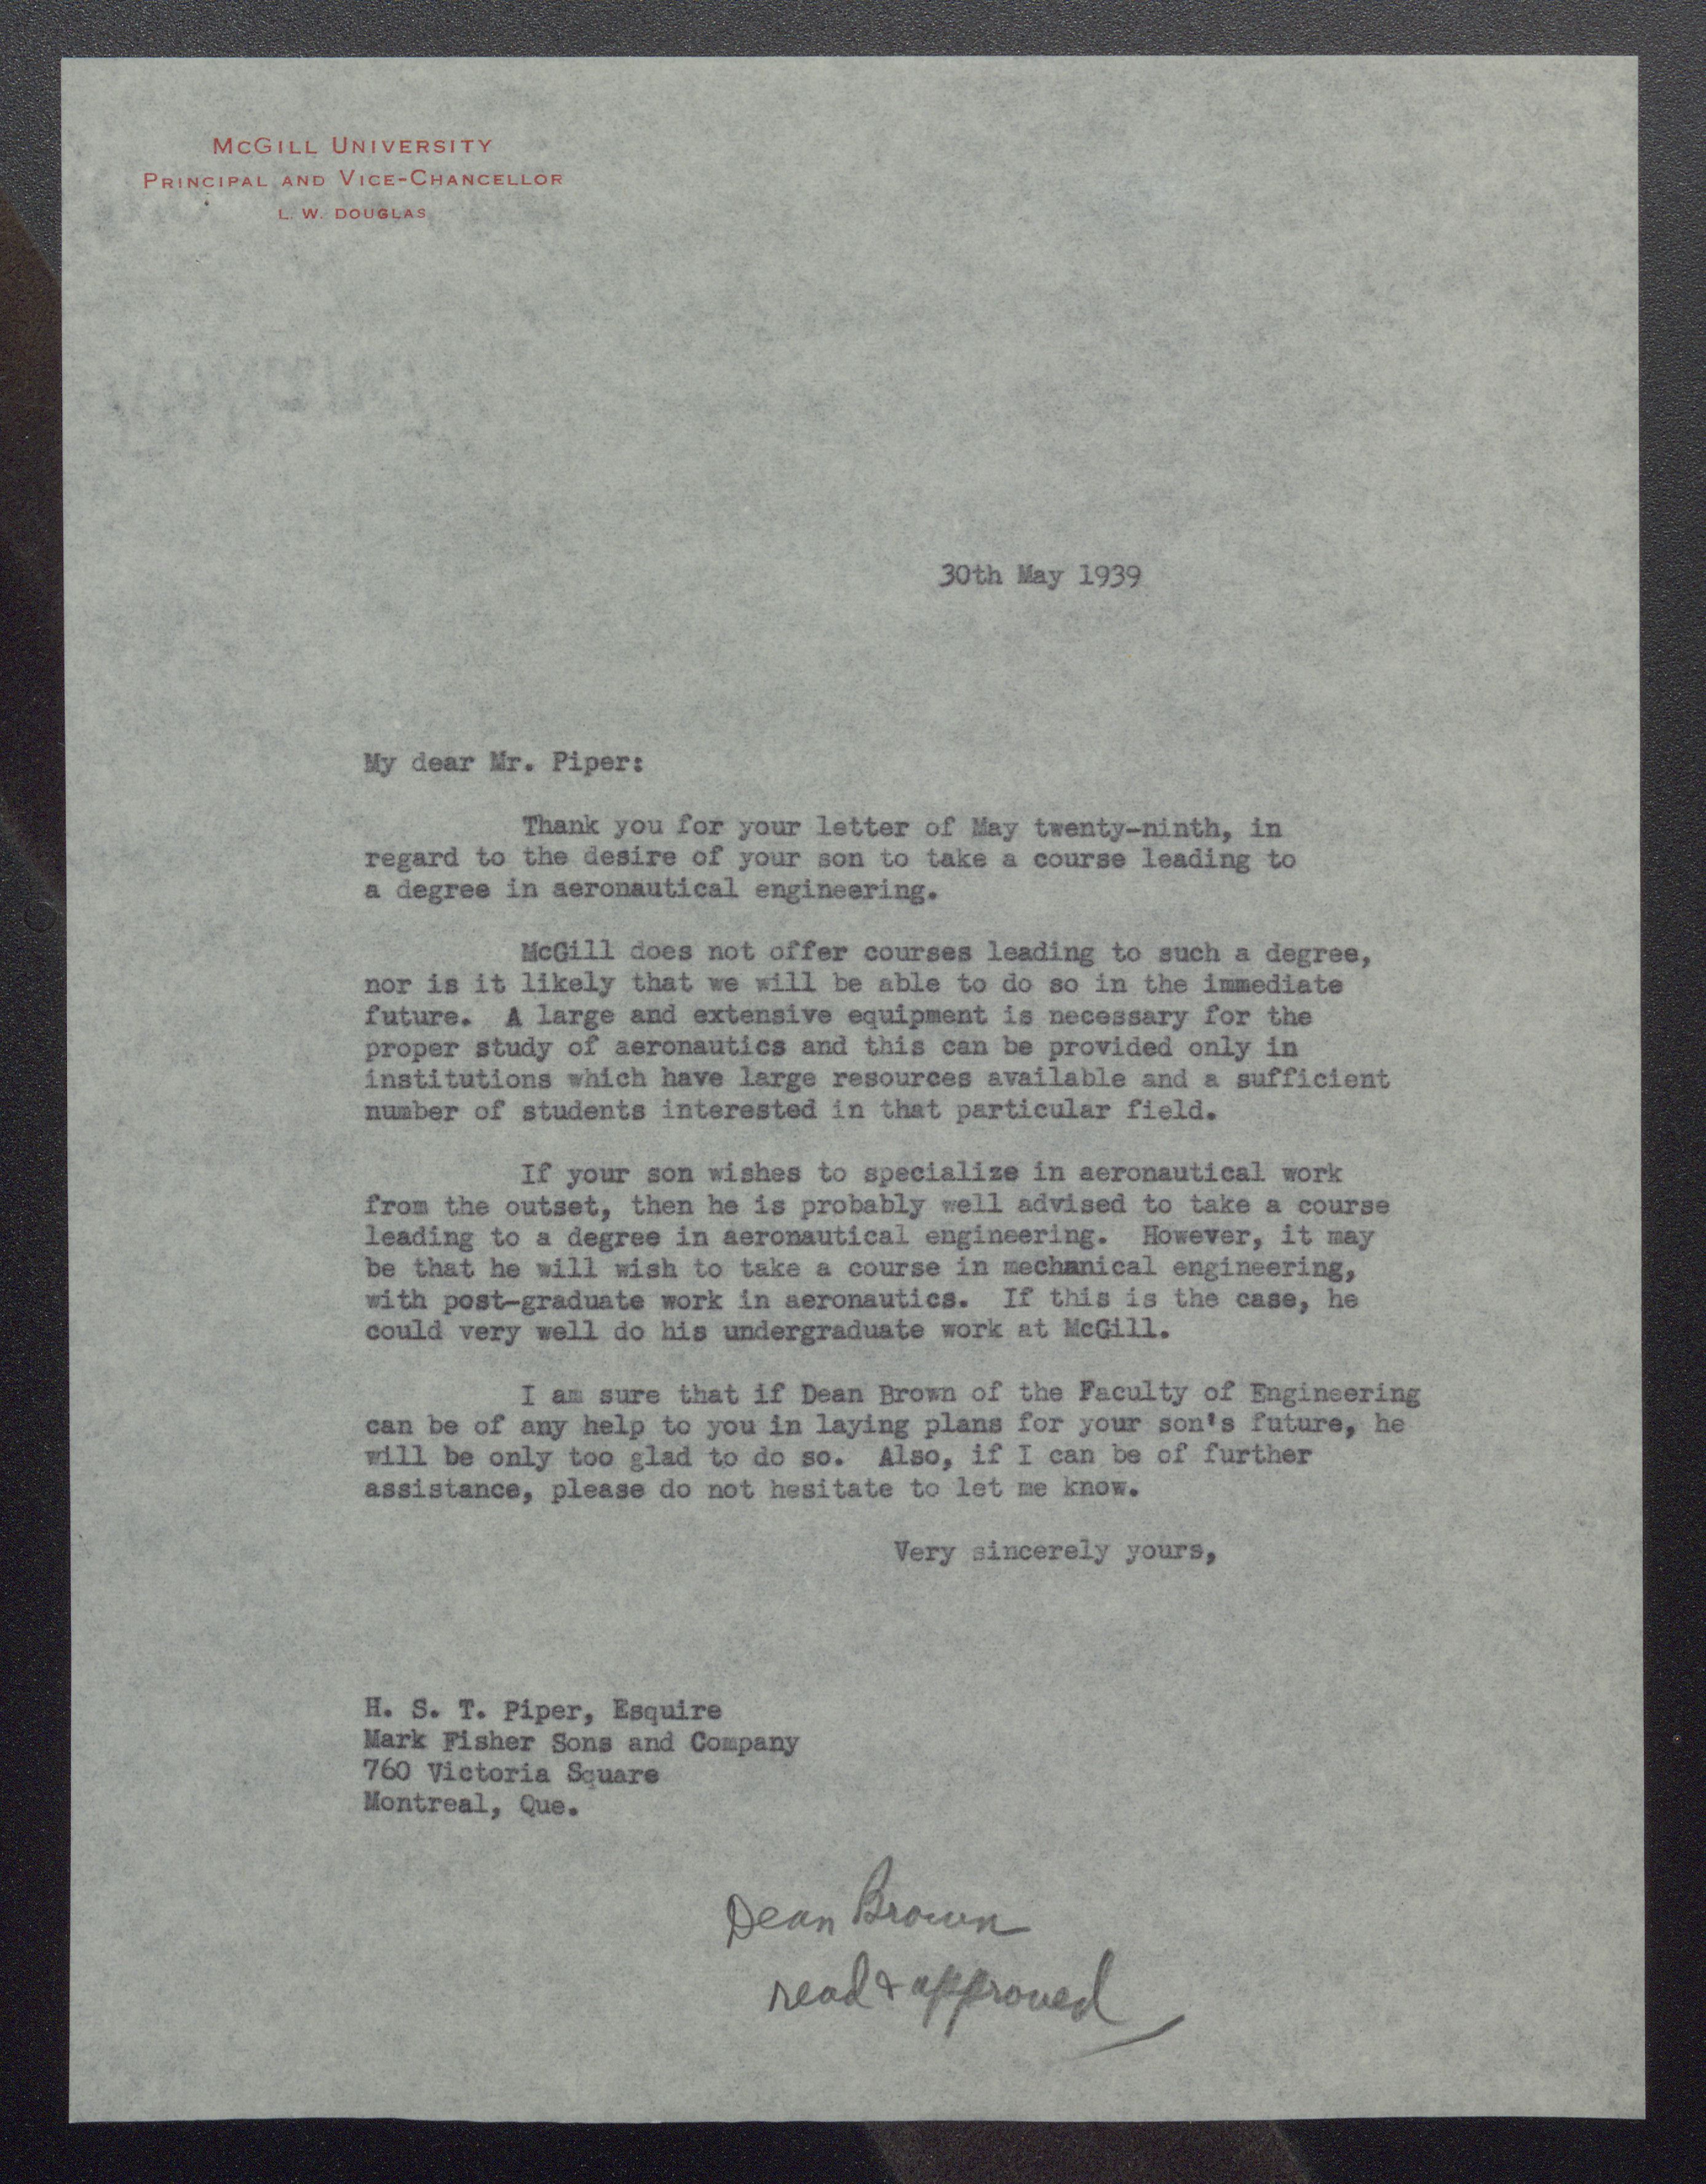 McGILL UNIVERSITY
PRINCIPAL AND VICE-CHANCELLOR
L. W. DOUGLAS
30th May 1939
My dear Mr. Piper:
Thank you for your letter of May twenty-ninth, in
regard to the desire of your son to take a course leading to
a degree in aeronautical engineering.
McGill does not offer courses leading to such a degree,
nor is it likely that we will be able to do so in the immediate
future. A large and extensive equipment is necessary for the
proper study of aeronautics and this can be provided only in
institutions which have large resources available and a sufficient
number of students interested in that particular field.
If your son wishes to specialize in aeronautical work
from the outset, then he is probably well advised to take a course
leading to a degree in aeronautical engineering. However, it may
be that he will wish to take a course in mechanical engineering,
with post-graduate work in aeronautics. If this is the case, he
could very well do his undergraduate work at McGill.
I am sure that if Dean Brown of the Faculty of Engineering
can be of any help to you in laying plans for your son's future, he
will be only too glad to do so. Also, if I can be of further
assistance, please do not hesitate to let me know.
Very sincerely yours,
H. S. T. Piper, Esquire
Mark Fisher Sons and Company
760 Victoria Square
Montreal, Que.
Dean Brown
read & approved